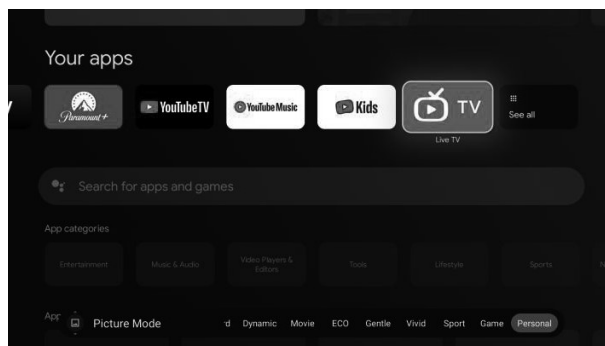 Your apps
Paramount+
YouTubeTV
YouTube Music
Kids
TV
See all
Live TV
Search for apps and games
App categories
Entertainment
Music & Audio
Video Players & Editors
Tools
Lifestyle
Sports
App
Picture Mode
Dynamic
Movie
ECO
Gentle
Vivid
Sport
Game
Personal